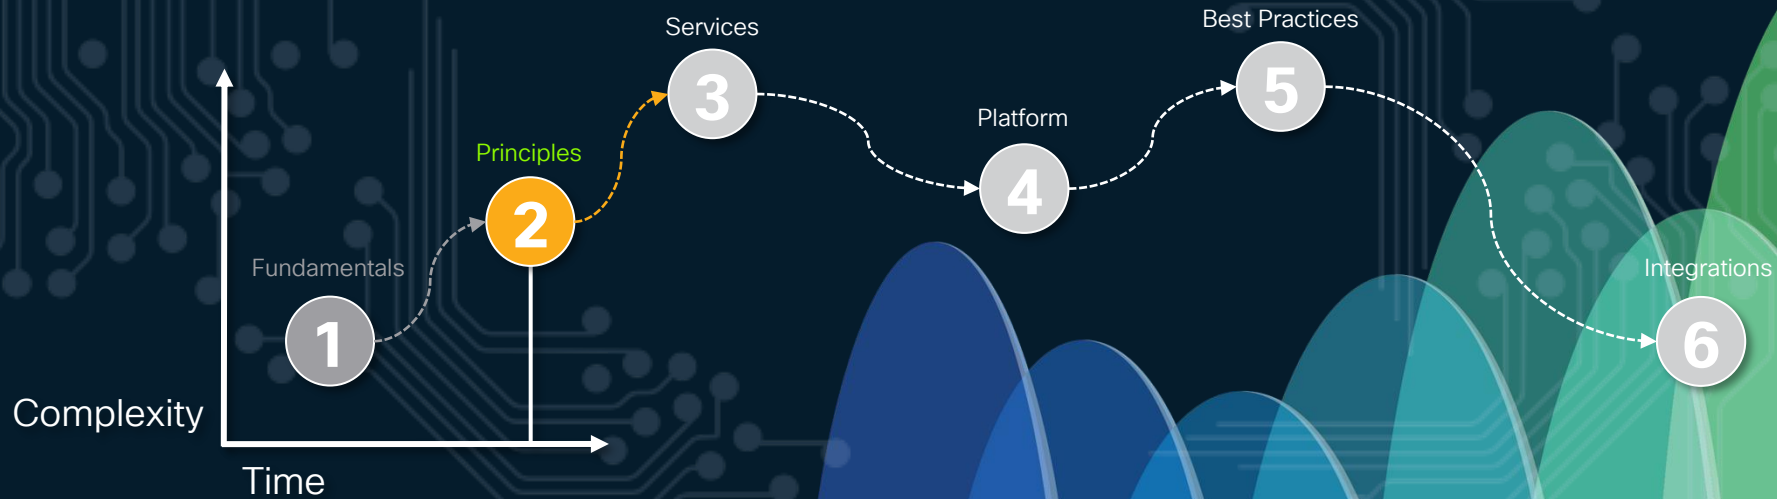 Services
Best Practices
3
5
Platform
Principles
4
2
Fundamentals
Integrations
1
6
Complexity
Time